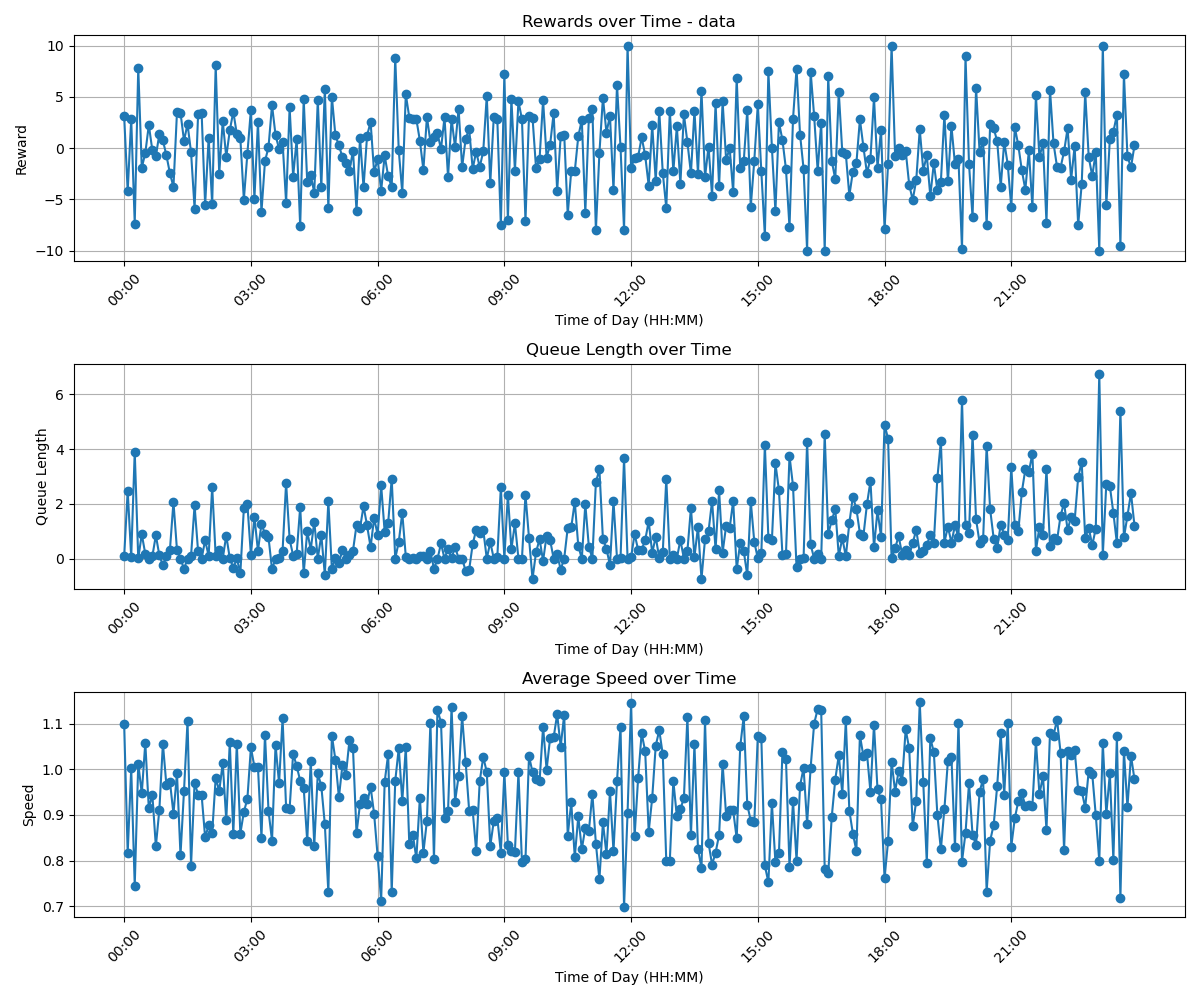 Rewards over Time - data
10
5
0
−5
−10
Reward
00:00 03:00 06:00 09:00 12:00 15:00 18:00 21:00
Time of Day (HH:MM)
Queue Length over Time
6
4
2
0
Queue Length
00:00 03:00 06:00 09:00 12:00 15:00 18:00 21:00
Time of Day (HH:MM)
Average Speed over Time
1.1
1.0
0.9
0.8
0.7
Speed
00:00 03:00 06:00 09:00 12:00 15:00 18:00 21:00
Time of Day (HH:MM)